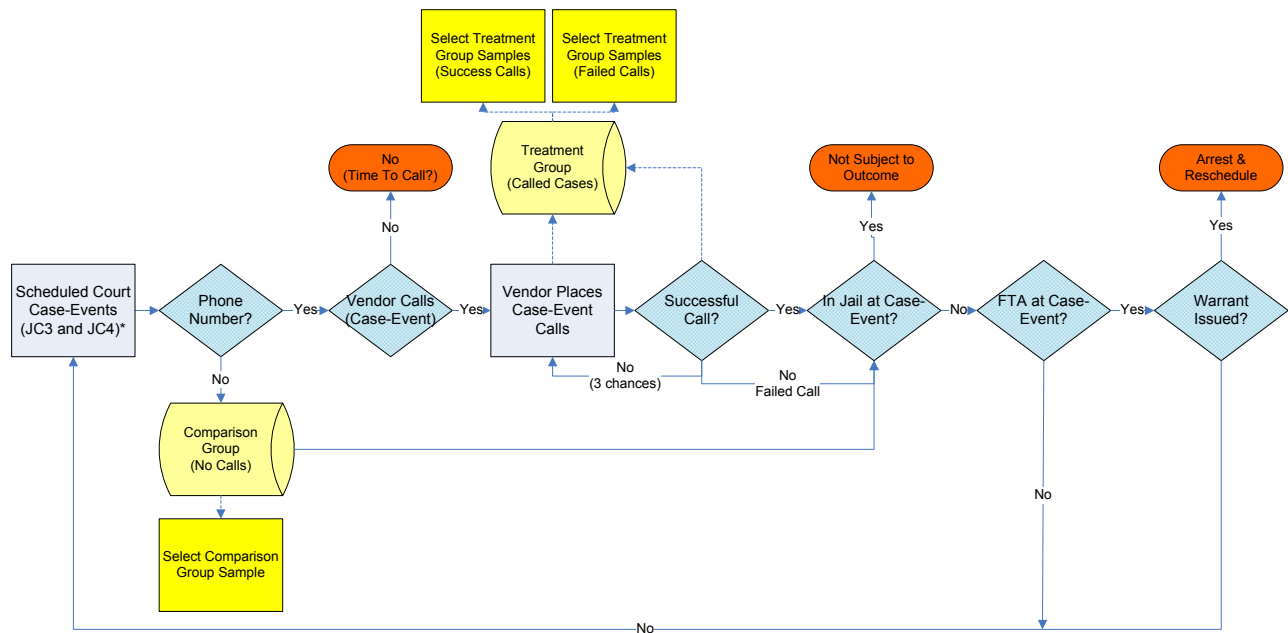 Select Treatment
Group Samples
(Success Calls)
Select Treatment
Group Samples
(Failed Calls)
No
(Time To Call?)
Treatment
Group
(Called Cases)
Not Subject to
Outcome
Arrest &
Reschedule
No
Yes
Yes
Scheduled Court
Case-Events
(JC3 and JC4)*
Phone
Number?
Yes
Vendor Calls
(Case-Event)
Yes
Vendor Places
Case-Event
Calls
Successful
Call?
Yes
In Jail at Case-
Event?
No
FTA at Case-
Event?
Yes
Warrant
Issued?
No
No
(3 chances)
No
Failed Call
Comparison
Group
(No Calls)
No
Select Comparison
Group Sample
No